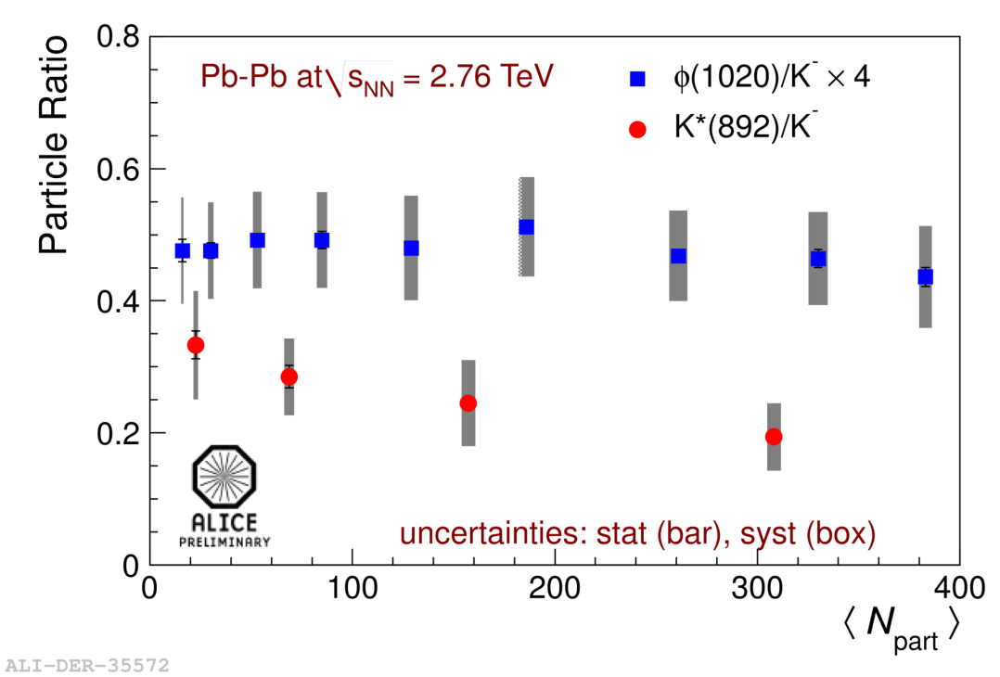 0.8
Pb-Pb at √sNN = 2.76 TeV
ϕ(1020)/K⁻ × 4
K*(892)/K⁻
Particle Ratio
0.6
0.4
0.2
ALICE
PRELIMINARY
uncertainties: stat (bar), syst (box)
0
0 100 200 300 400
⟨ Npart ⟩
ALI-DER-35572